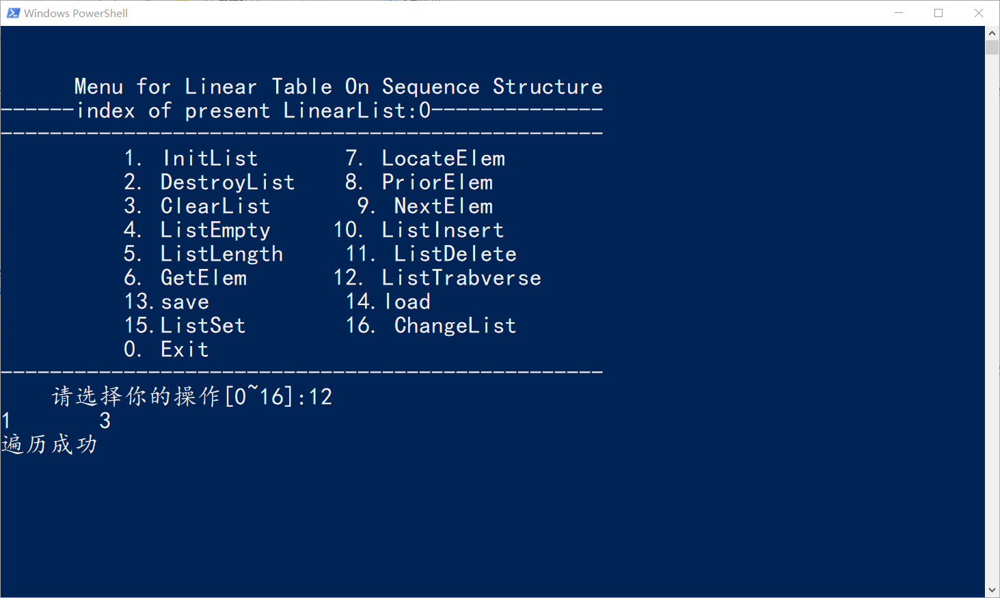 Windows PowerShell
Menu for Linear Table On Sequence Structure
------index of present LinearList:0--------------
-------------------------------------------------
1. InitList 7. LocateElem
2. DestroyList 8. PriorElem
3. ClearList 9. NextElem
4. ListEmpty 10. ListInsert
5. ListLength 11. ListDelete
6. GetElem 12. ListTrabverse
13.save 14.load
15.ListSet 16. ChangeList
0. Exit
-------------------------------------------------
请选择你的操作[0~16]:12
1 3
遍历成功